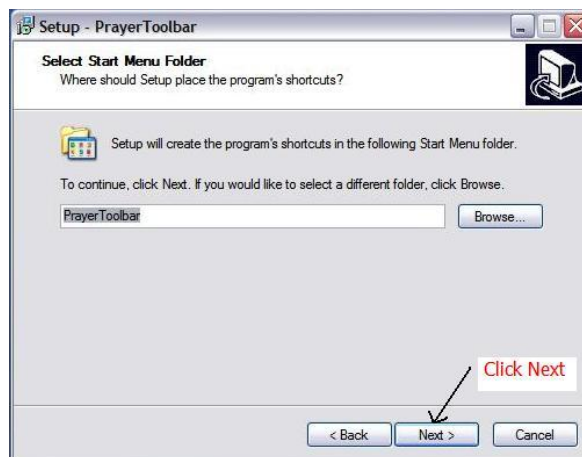 Setup - PrayerToolbar
Select Start Menu Folder
Where should Setup place the program's shortcuts?
Setup will create the program's shortcuts in the following Start Menu folder.
To continue, click Next. If you would like to select a different folder, click Browse.
PrayerToolbar
Browse...
Click Next
< Back
Next >
Cancel